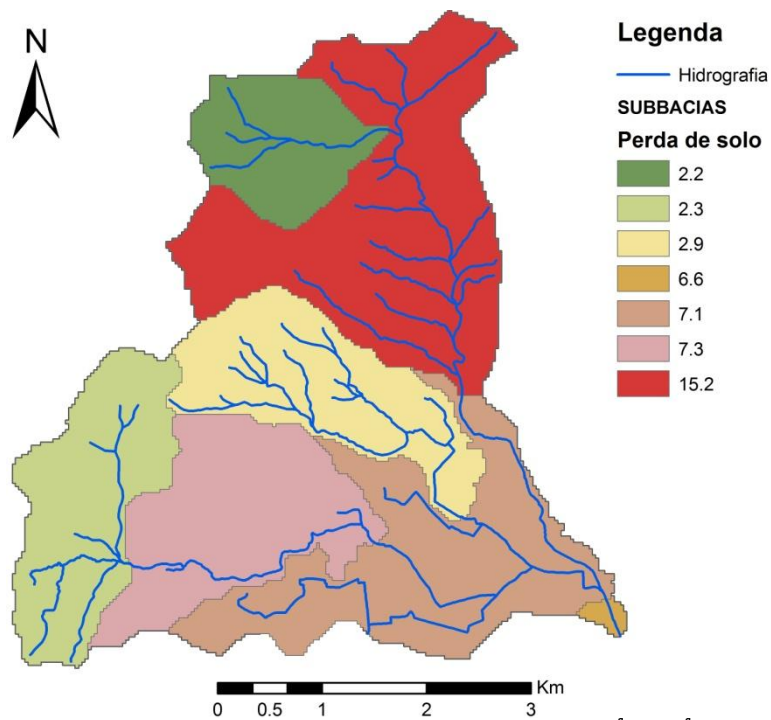 N
Legenda
Hidrografia
SUBBACIAS
Perda de solo
2.2
2.3
2.9
6.6
7.1
7.3
15.2
Km
0 0.5 1 2 3